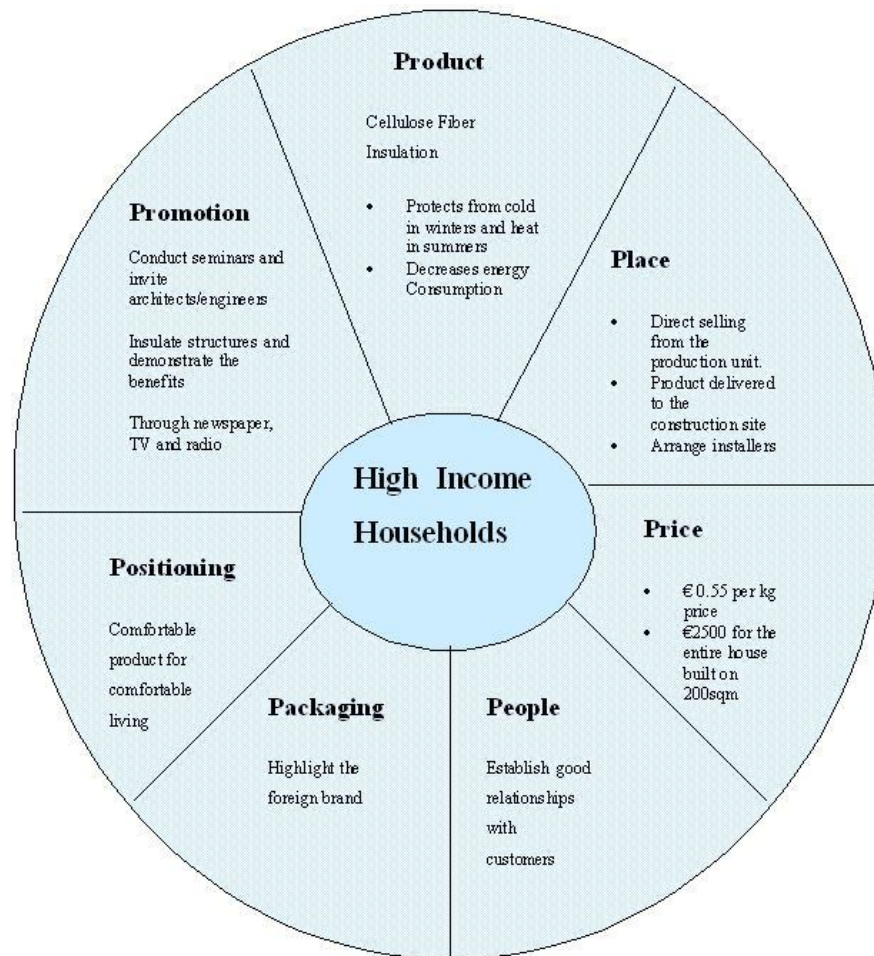 Product
Cellulose Fiber
Insulation
• Protects from cold
in winters and heat
in summers
• Decreases energy
Consumption
Place
• Direct selling
from the
production unit.
• Product delivered
to the
construction site
• Arrange installers
Price
• € 0.55 per kg
price
• €2500 for the
entire house
built on
200sqm
People
Establish good
relationships
with
customers
Packaging
Highlight the
foreign brand
Positioning
Comfortable
product for
comfortable
living
Promotion
Conduct seminars and
invite
architects/engineers
Insulate structures and
demonstrate the
benefits
Through newspaper,
TV and radio
High Income
Households